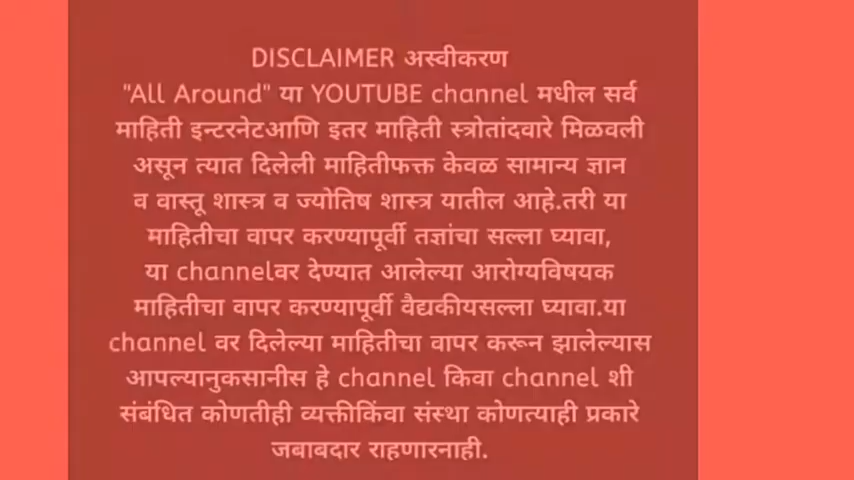 DISCLAIMER अस्वीकरण
"All Around" या YOUTUBE channel मधील सर्व
माहिती इन्टरनेटआणि इतर माहिती स्त्रोतांदवारे मिळवली
असून त्यात दिलेली माहितीफक्त केवळ सामान्य ज्ञान
व वास्तू शास्त्र व ज्योतिष शास्त्र यातील आहे.तरी या
माहितीचा वापर करण्यापूर्वी तज्ञांचा सल्ला घ्यावा,
या channelवर देण्यात आलेल्या आरोग्यविषयक
माहितीचा वापर करण्यापूर्वी वैद्यकीयसल्ला घ्यावा.या
channel वर दिलेल्या माहितीचा वापर करून झालेल्यास
आपल्यानुकसानीस हे channel किवा channel शी
संबंधित कोणतीही व्यक्तीकिंवा संस्था कोणत्याही प्रकारे
जबाबदार राहणारनाही.